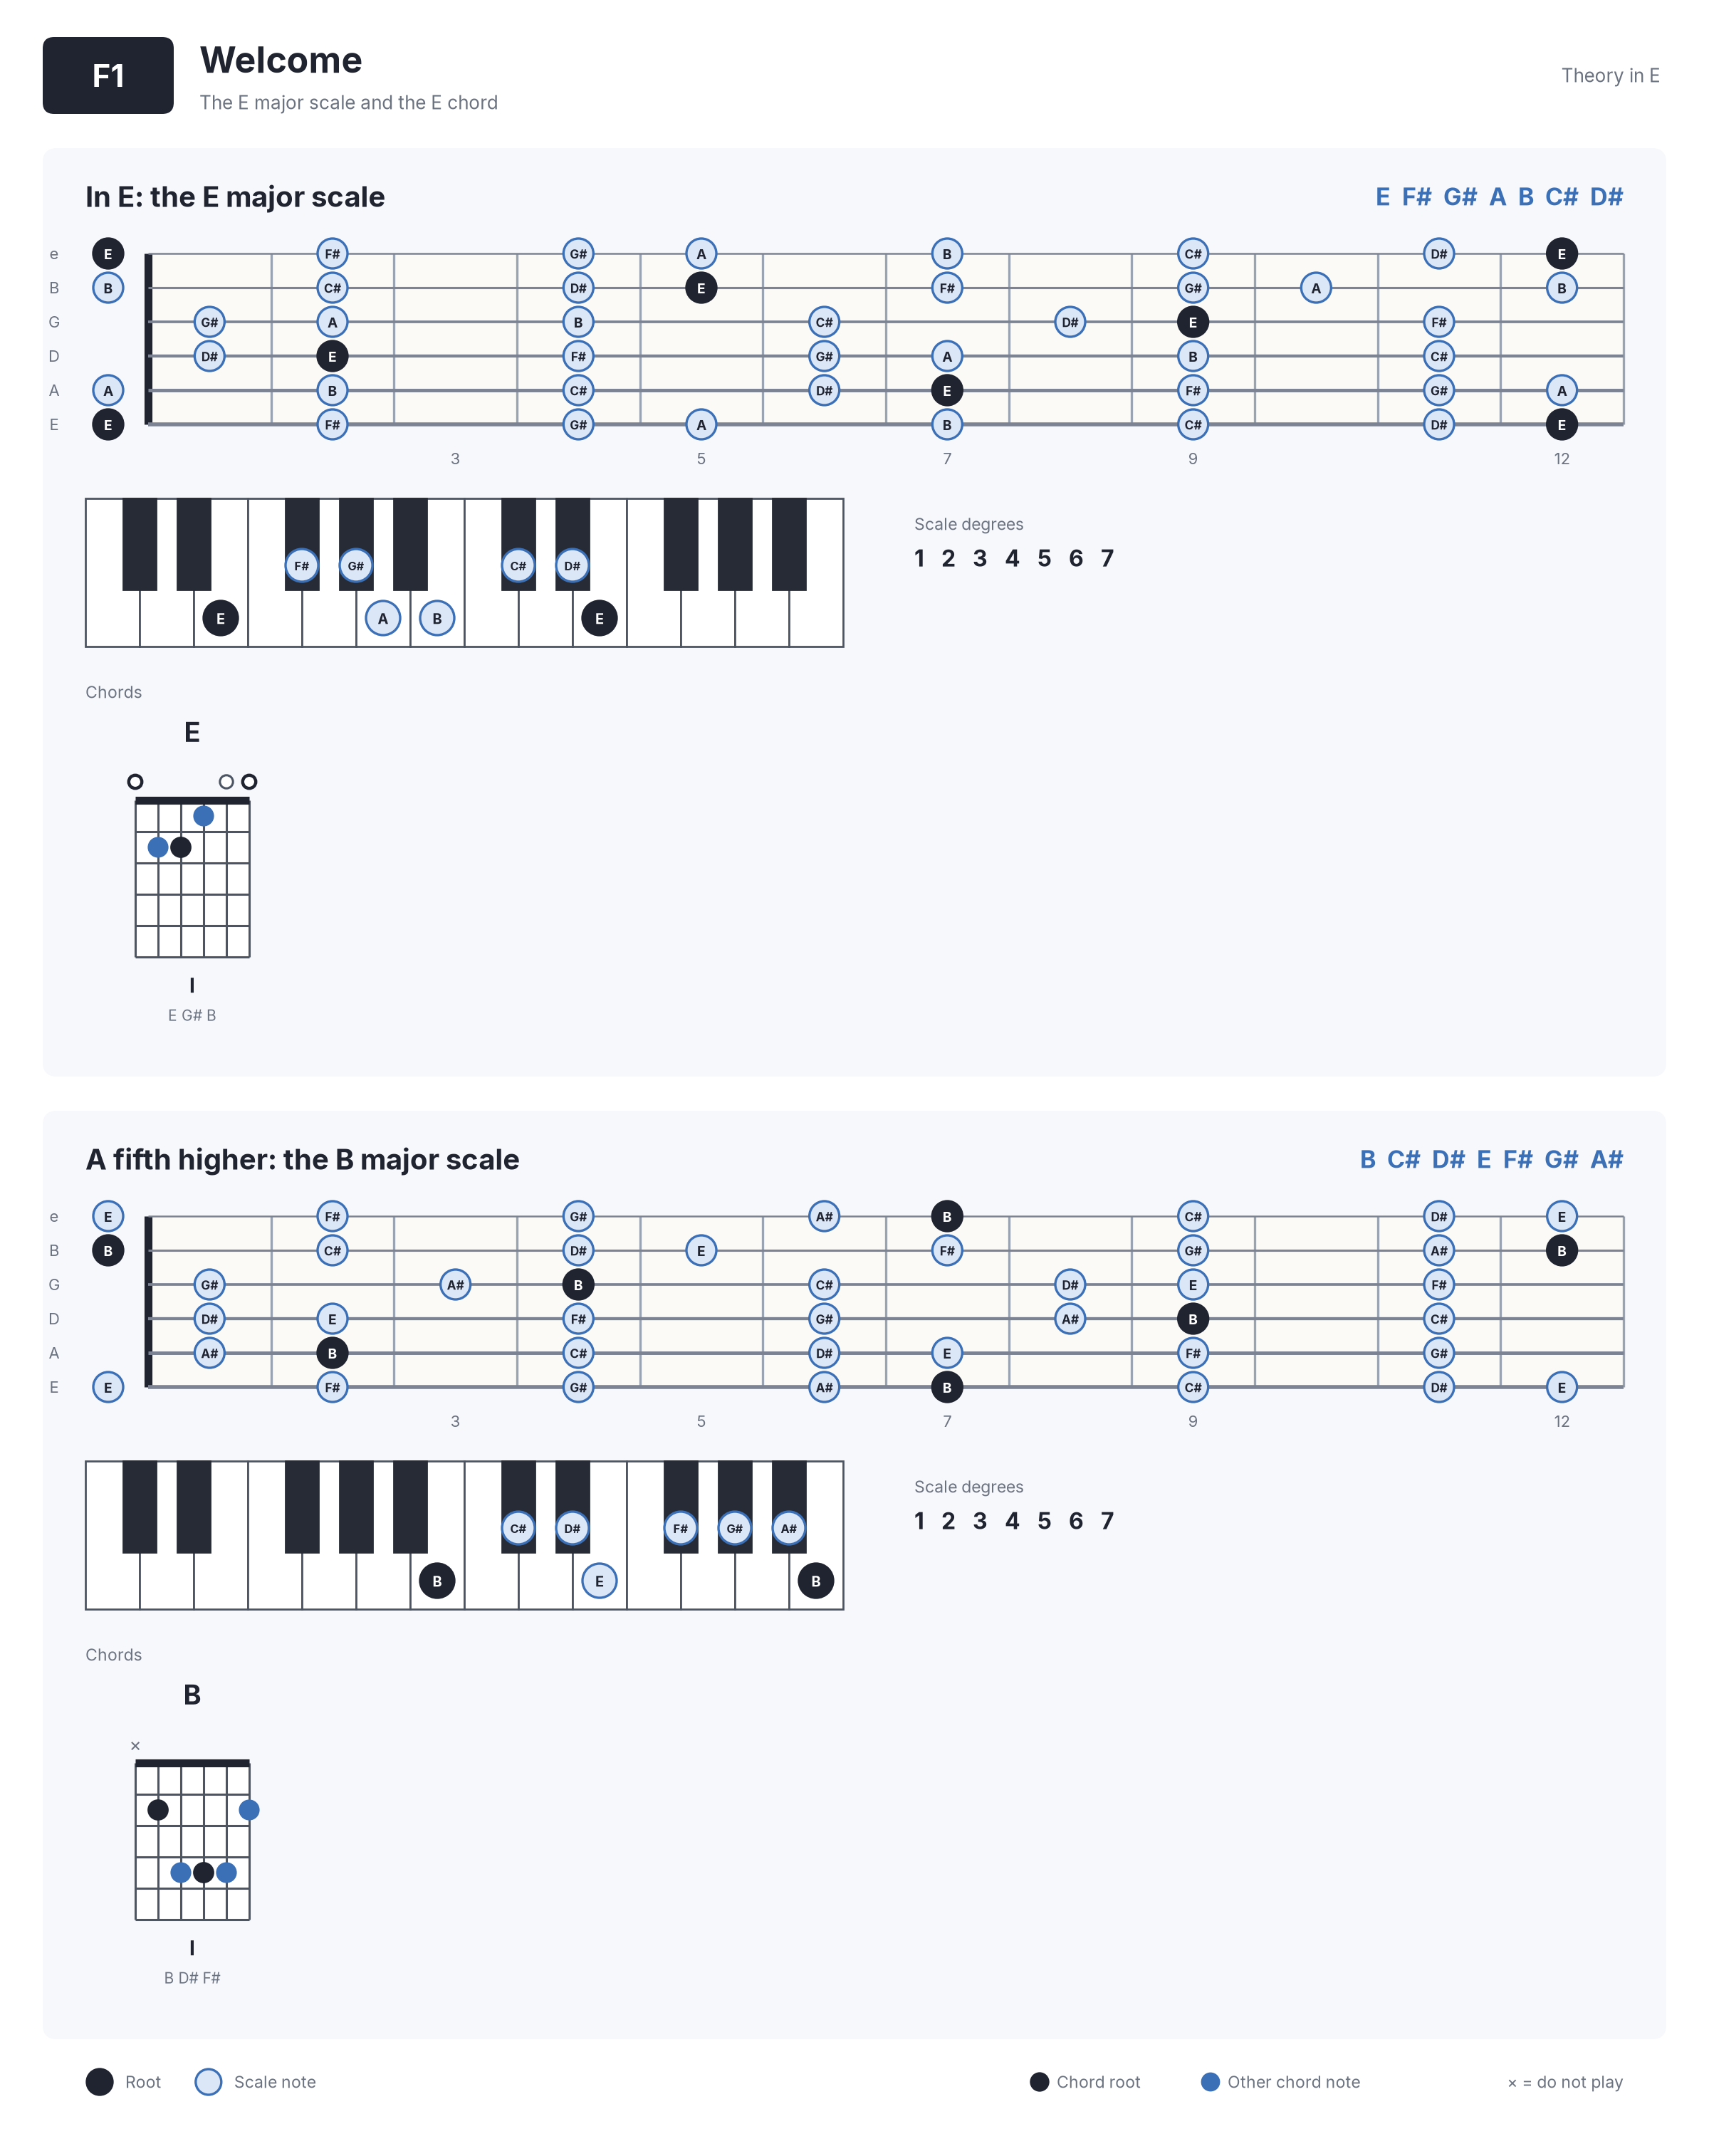 F1
Welcome
The E major scale and the E chord
Theory in E
In E: the E major scale
E F# G# A B C# D#
e E F# G# A B C# D# E
B B C# D# E F# G# A B
G G# A B C# D# E F#
D D# E F# G# A B C#
A A B C# D# E F# G# A
E E F# G# A B C# D# E
3 5 7 9 12
F# G# C# D#
E A B E
Scale degrees
1 2 3 4 5 6 7
Chords
E
I
E G# B
A fifth higher: the B major scale
B C# D# E F# G# A#
e E F# G# A# B C# D# E
B B C# D# E F# G# A# B
G G# A# B C# D# E F#
D D# E F# G# A# B C#
A A# B C# D# E F# G#
E E F# G# A# B C# D# E
3 5 7 9 12
C# D# F# G# A#
B E B
Scale degrees
1 2 3 4 5 6 7
Chords
B
×
I
B D# F#
Root
Scale note
Chord root
Other chord note
× = do not play